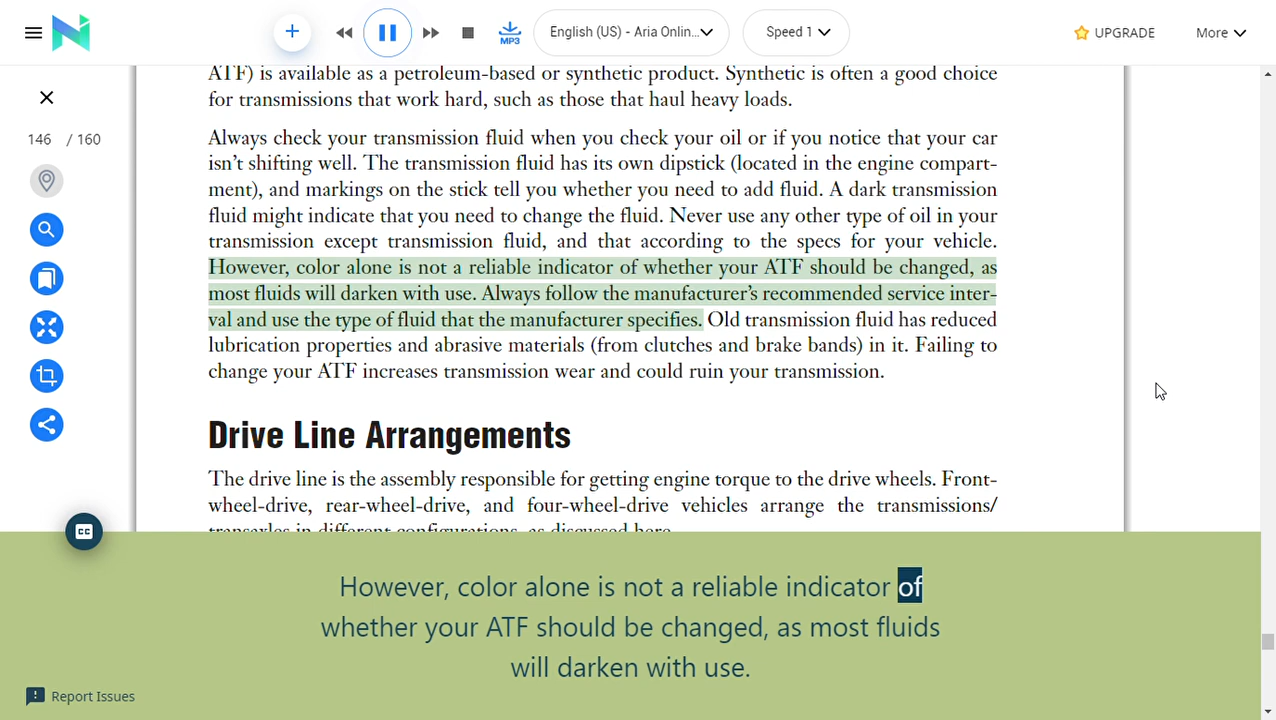 MP3
English (US) - Aria Onlin...
Speed 1
UPGRADE
More
146 / 160
ATF) is available as a petroleum-based or synthetic product. Synthetic is often a good choice
for transmissions that work hard, such as those that haul heavy loads.
Always check your transmission fluid when you check your oil or if you notice that your car
isn't shifting well. The transmission fluid has its own dipstick (located in the engine compart-
ment), and markings on the stick tell you whether you need to add fluid. A dark transmission
fluid might indicate that you need to change the fluid. Never use any other type of oil in your
transmission except transmission fluid, and that according to the specs for your vehicle.
However, color alone is not a reliable indicator of whether your ATF should be changed, as
most fluids will darken with use. Always follow the manufacturer's recommended service inter-
val and use the type of fluid that the manufacturer specifies. Old transmission fluid has reduced
lubrication properties and abrasive materials (from clutches and brake bands) in it. Failing to
change your ATF increases transmission wear and could ruin your transmission.
Drive Line Arrangements
The drive line is the assembly responsible for getting engine torque to the drive wheels. Front-
wheel-drive, rear-wheel-drive, and four-wheel-drive vehicles arrange the transmissions/
transaxles in different configurations, as discussed here.
CC
However, color alone is not a reliable indicator of
whether your ATF should be changed, as most fluids
will darken with use.
Report Issues